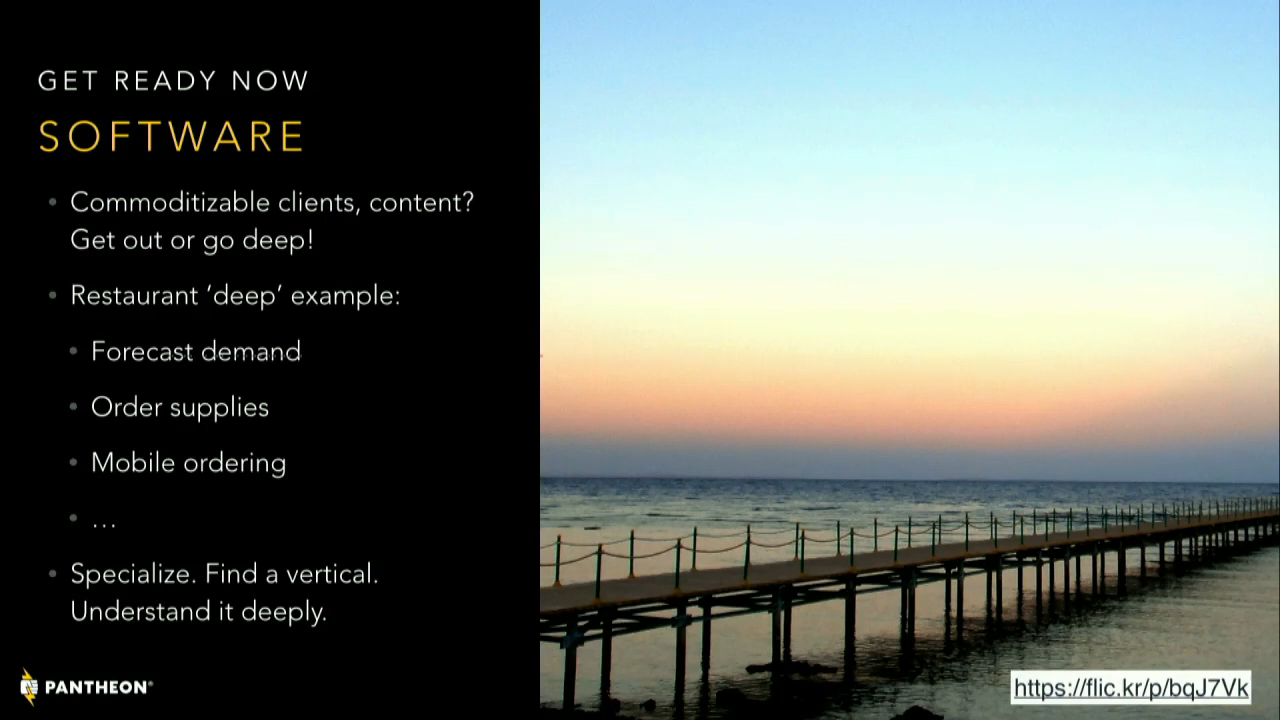 GET READY NOW
SOFTWARE
• Commoditizable clients, content?
Get out or go deep!
• Restaurant ‘deep’ example:
• Forecast demand
• Order supplies
• Mobile ordering
• …
• Specialize. Find a vertical.
Understand it deeply.
PANTHEON®
https://flic.kr/p/bqJ7Vk